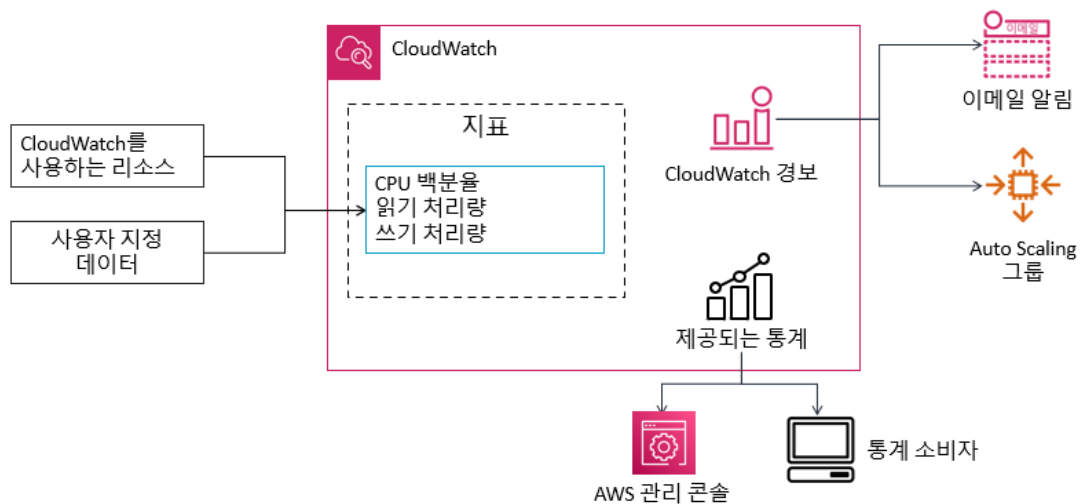 CloudWatch
이메일
이메일 알림
지표
CloudWatch를
사용하는 리소스
CPU 백분율
읽기 처리량
쓰기 처리량
CloudWatch 경보
사용자 지정
데이터
Auto Scaling
그룹
제공되는 통계
통계 소비자
AWS 관리 콘솔